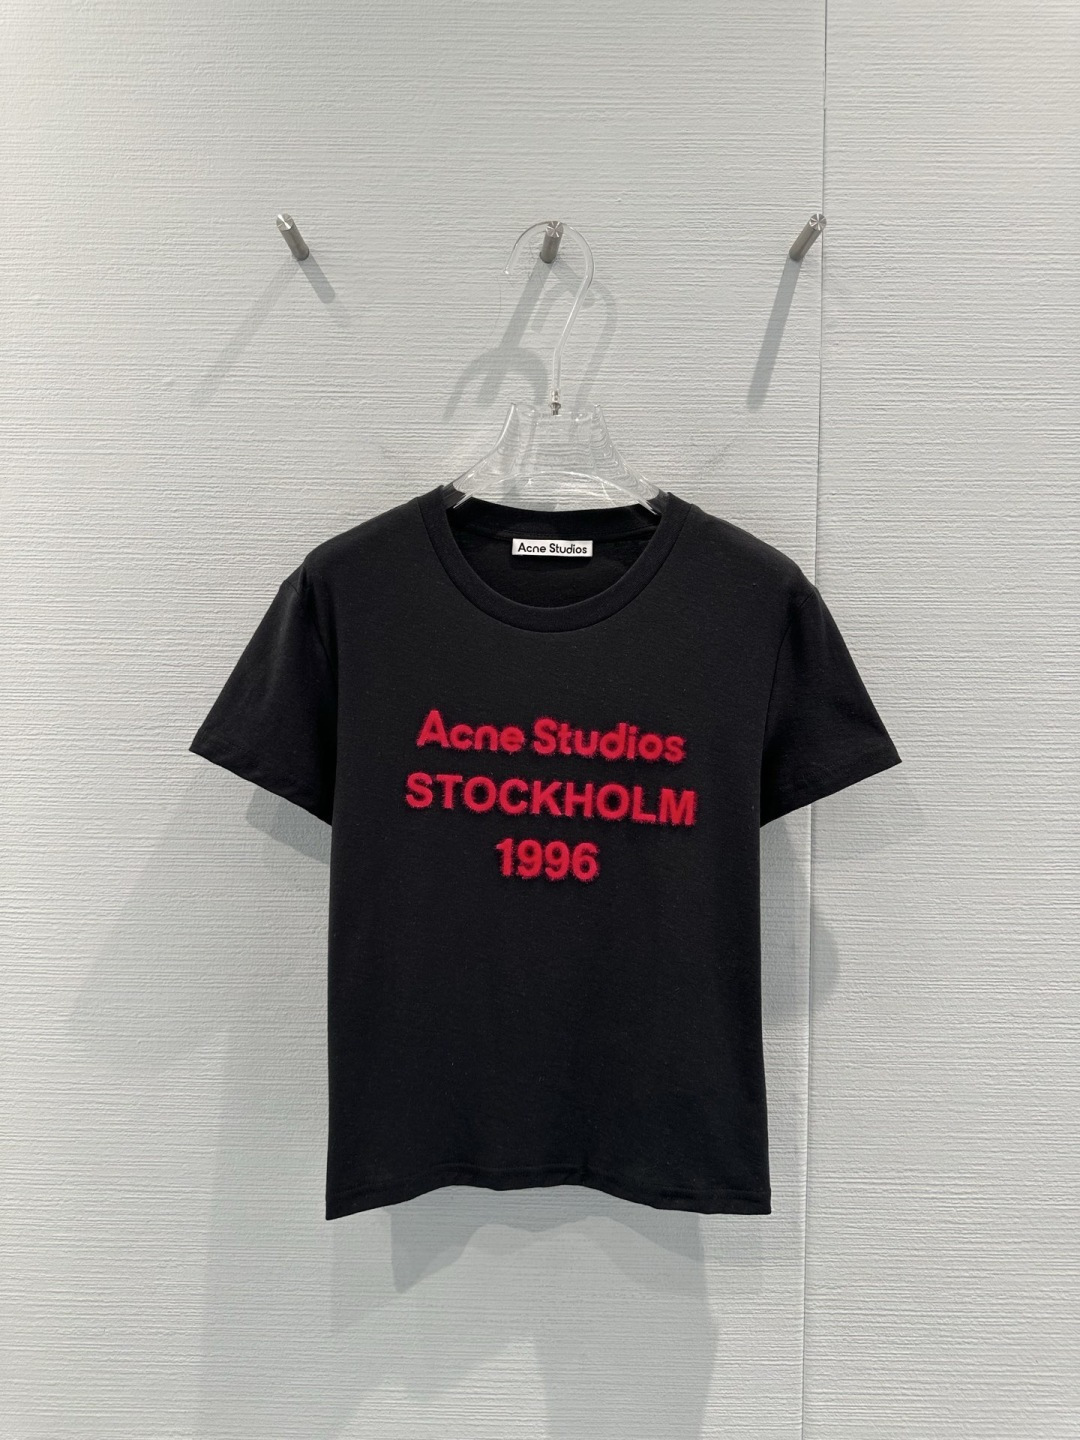 Acne Studios
Acne Studios
STOCKHOLM
1996